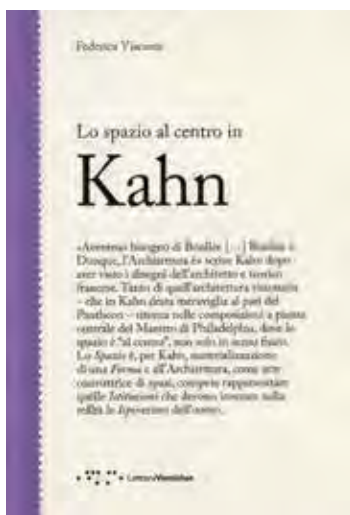 Federica Visconti
Lo spazio al centro in
Kahn
«Avremmo bisogno di Boullée […] Boullée è
Dunque, l'Architettura è» scrive Kahn dopo
aver visto i disegni dell'architetto e teorico
francese. Tanto di quell'architettura visionaria
– che in Kahn desta meraviglia al pari del
Pantheon – ritorna nelle composizioni a pianta
centrale del Maestro di Philadelphia, dove lo
spazio è "al centro", non solo in senso fisico.
Lo Spazio è, per Kahn, materializzazione
di una Forma e all'Architettura, come arte
costruttrice di spazi, compete rappresentare
quelle Istituzioni che devono inverare nella
realtà le ispirazioni dell'uomo.
LetteraVentidue